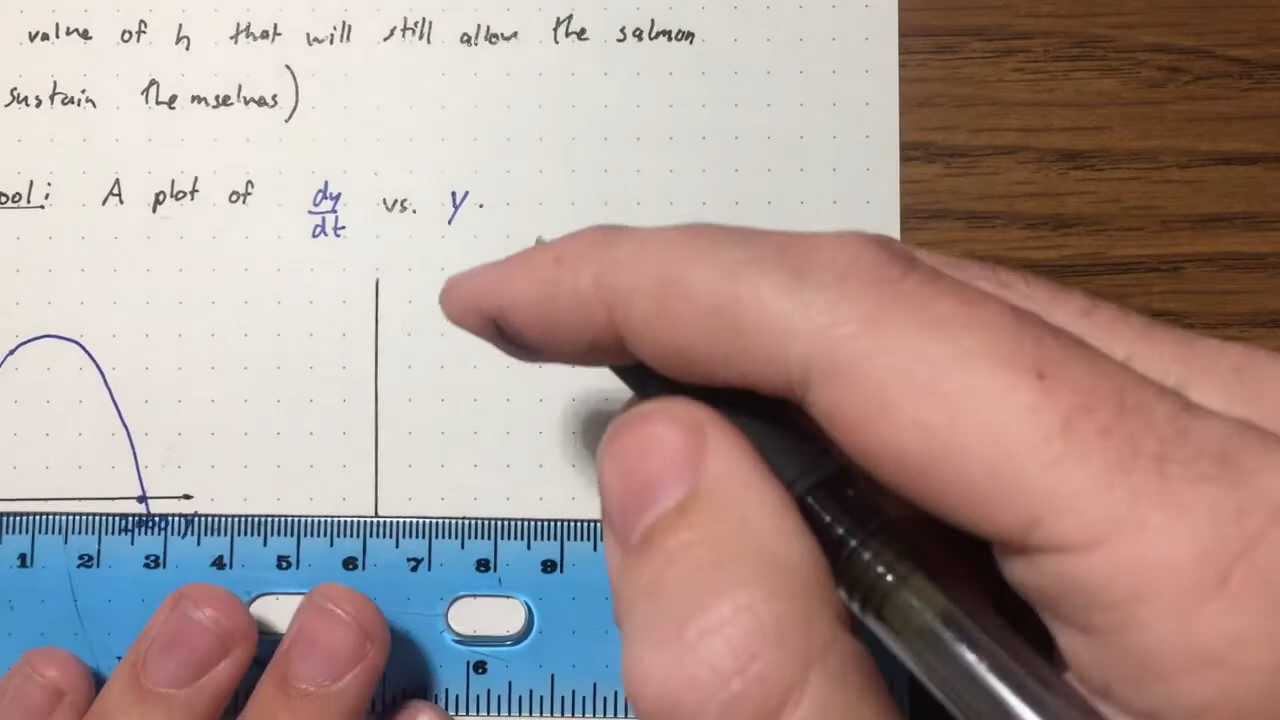 value of h that will still allow the salmon
sustain themselves)
ool: A plot of dy/dt vs. y.
1 2 3 4 5 6 7 8 9
6